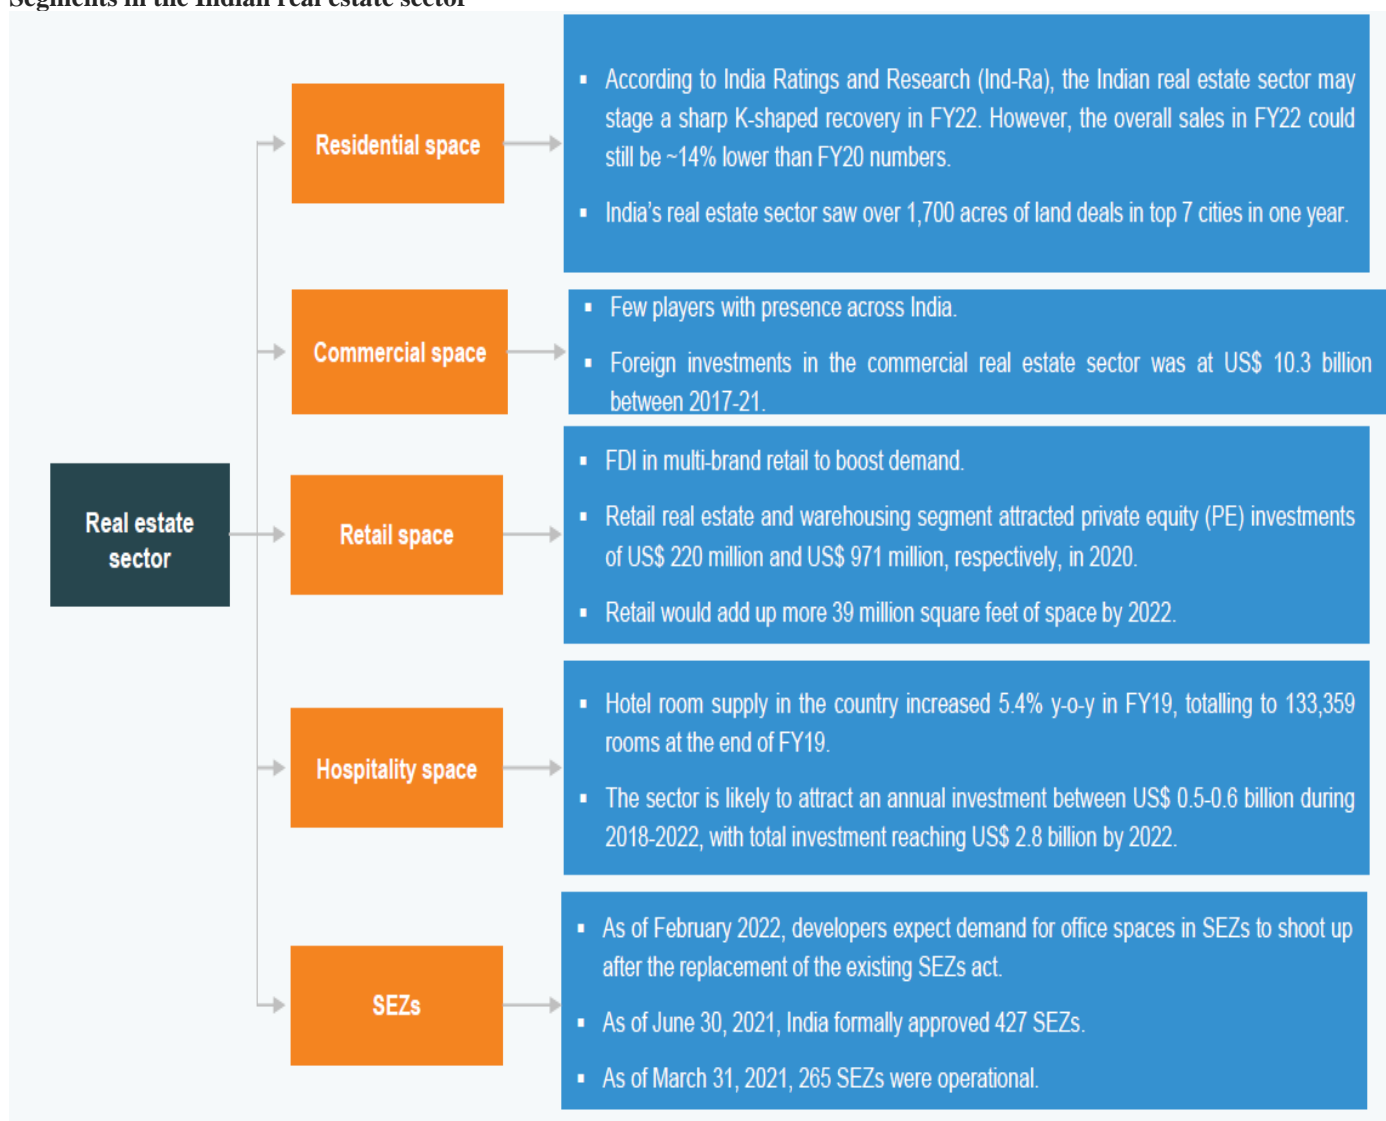 Segments in the Indian real estate sector
Real estate
sector
Residential space
▪ According to India Ratings and Research (Ind-Ra), the Indian real estate sector may
stage a sharp K-shaped recovery in FY22. However, the overall sales in FY22 could
still be ~14% lower than FY20 numbers.
▪ India’s real estate sector saw over 1,700 acres of land deals in top 7 cities in one year.
Commercial space
▪ Few players with presence across India.
▪ Foreign investments in the commercial real estate sector was at US$ 10.3 billion
between 2017-21.
Retail space
▪ FDI in multi-brand retail to boost demand.
▪ Retail real estate and warehousing segment attracted private equity (PE) investments
of US$ 220 million and US$ 971 million, respectively, in 2020.
▪ Retail would add up more 39 million square feet of space by 2022.
Hospitality space
▪ Hotel room supply in the country increased 5.4% y-o-y in FY19, totalling to 133,359
rooms at the end of FY19.
▪ The sector is likely to attract an annual investment between US$ 0.5-0.6 billion during
2018-2022, with total investment reaching US$ 2.8 billion by 2022.
SEZs
▪ As of February 2022, developers expect demand for office spaces in SEZs to shoot up
after the replacement of the existing SEZs act.
▪ As of June 30, 2021, India formally approved 427 SEZs.
▪ As of March 31, 2021, 265 SEZs were operational.